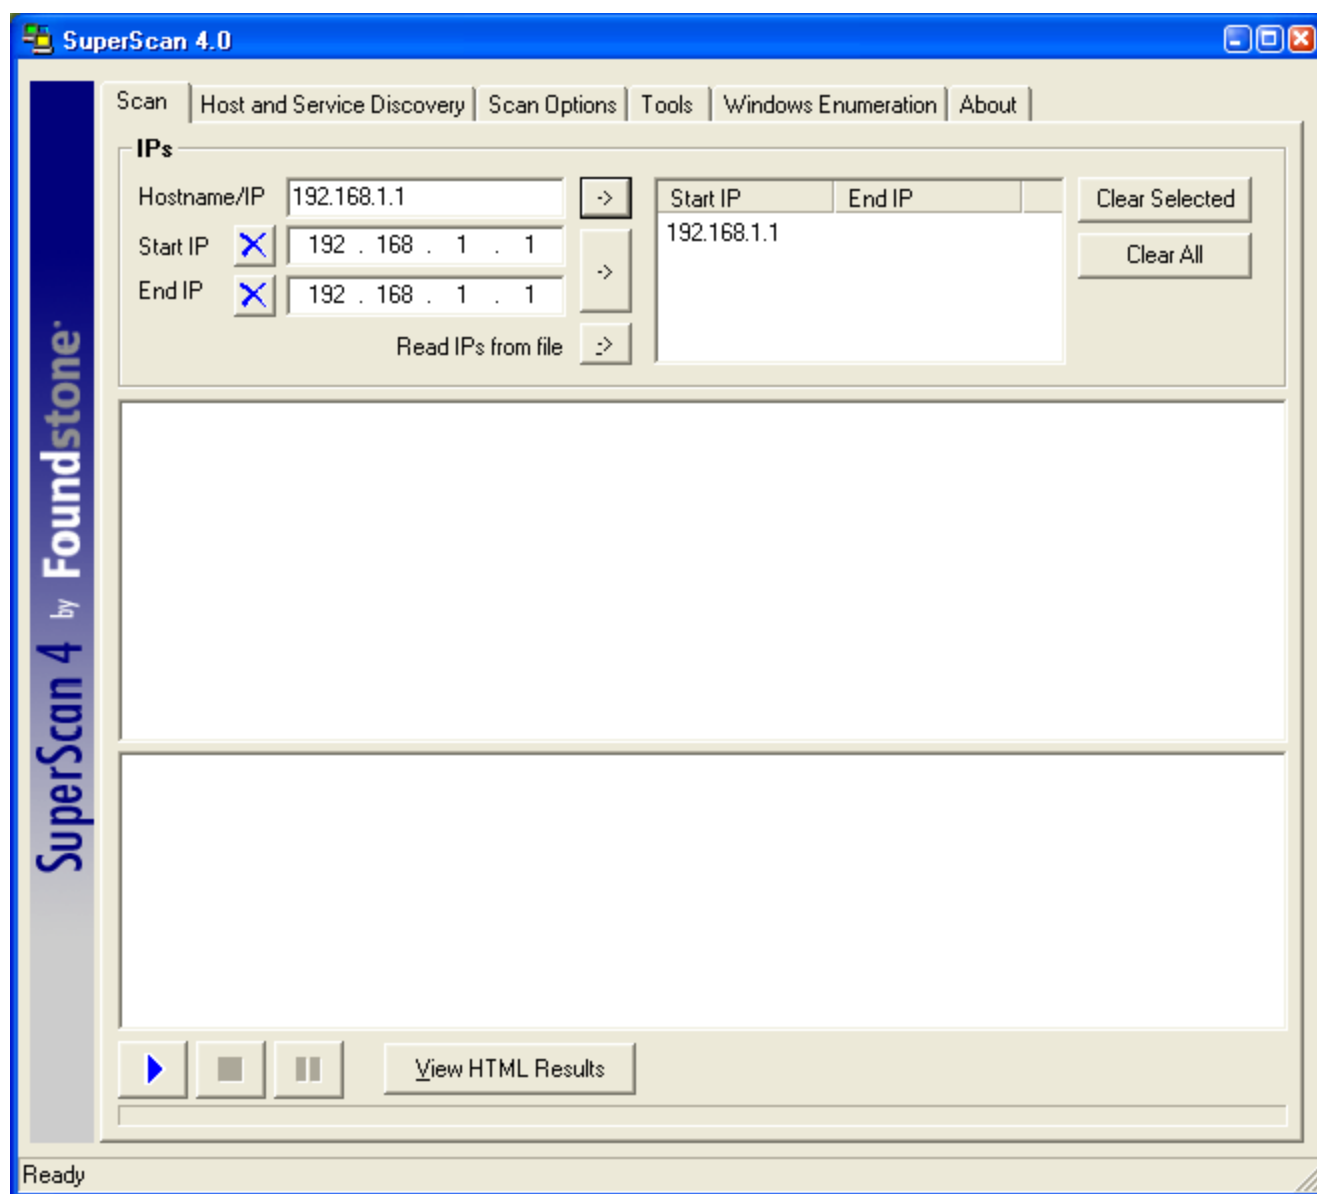 SuperScan 4.0
Scan Host and Service Discovery Scan Options Tools Windows Enumeration About
IPs
Hostname/IP 192.168.1.1 -> Start IP End IP Clear Selected
192.168.1.1
Start IP 192 . 168 . 1 . 1 -> Clear All
End IP 192 . 168 . 1 . 1
Read IPs from file ->
SuperScan 4 by Foundstone
View HTML Results
Ready